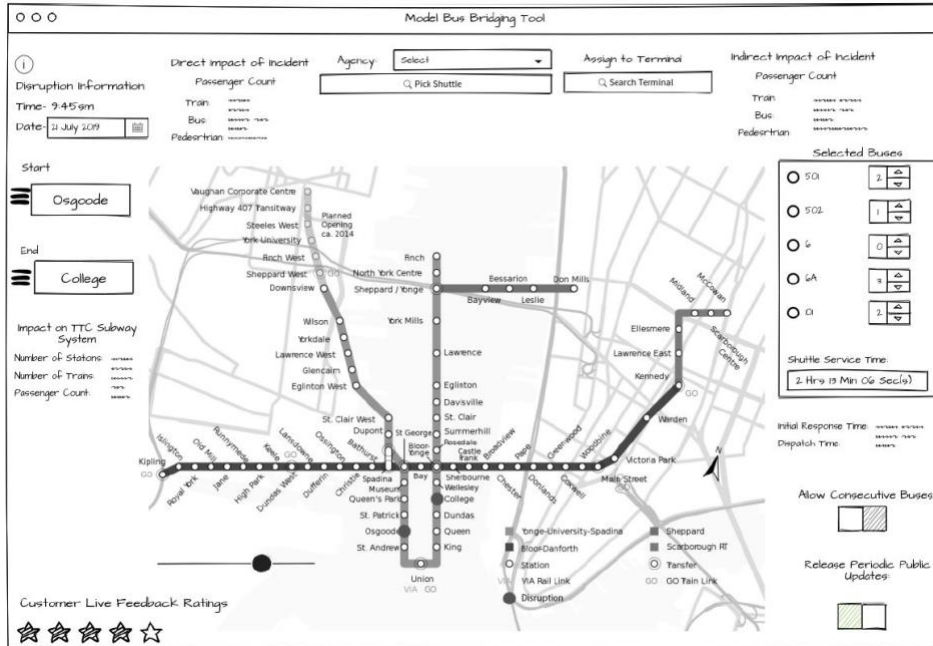 Model Bus Bridging Tool
i
Disruption Information
Time- 9:45am
Date- 21 July 2019
Direct Impact of Incident
Passenger Count
Train:
Bus:
Pedestrian
Agency:
Select
Pick Shuttle
Assign to Terminal
Search Terminal
Indirect Impact of Incident
Passenger Count
Train
Bus:
Pedestrian
Start
Osgoode
End
College
Impact on TTC Subway
System
Number of Statons:
Number of Trains:
Passenger Count:
Selected Buses
501 2
502 1
6 0
6A 3
01 2
Shuttle Service Time:
2 Hrs 13 Min 06 Sec(s)
Initial Response Time:
Dispatch Time:
Allow Consecutive Buses
Release Periodic Public
Updates:
Vaughan Corporate Centre
Highway 407 Transitway
Steeles West
York University
Finch West
Sheppard West
GO
Downsview
Planned
Opening
ca. 2014
Wilson
Yorkdale
Lawrence West
Glencairn
Eglinton West
St. Clair West
Dupont
St George
Finch
North York Centre
Sheppard / Yonge
York Mills
Lawrence
Eglinton
Davisville
St. Clair
Summerhill
Rosedale
Bloor-
Yonge
Bessarion
Don Mills
Bayview
Leslie
Midland
McCowan
Scarborough
Centre
Ellesmere
Lawrence East
Kennedy
GO
Warden
Victoria Park
Main Street
Kipling
GO
Islington
Royal York
Old Mill
Jane
Runnymede
High Park
Keele
Dundas West
GO
Lansdowne
Dufferin
Ossington
Christie
Bathurst
Spadina
Bay
Sherbourne
Castle
Frank
Broadview
Chester
Pape
Donlands
Greenwood
Coxwell
Woodbine
Museum
Queen's Park
St. Patrick
Osgoode
St. Andrew
Union
VIA GO
Wellesley
College
Dundas
Queen
King
N
Yonge-University-Spadina
Bloor-Danforth
Station
VIA VIA Rail Link
Disruption
Sheppard
Scarborough RT
Transfer
GO GO Tain Link
Customer Live Feedback Ratings